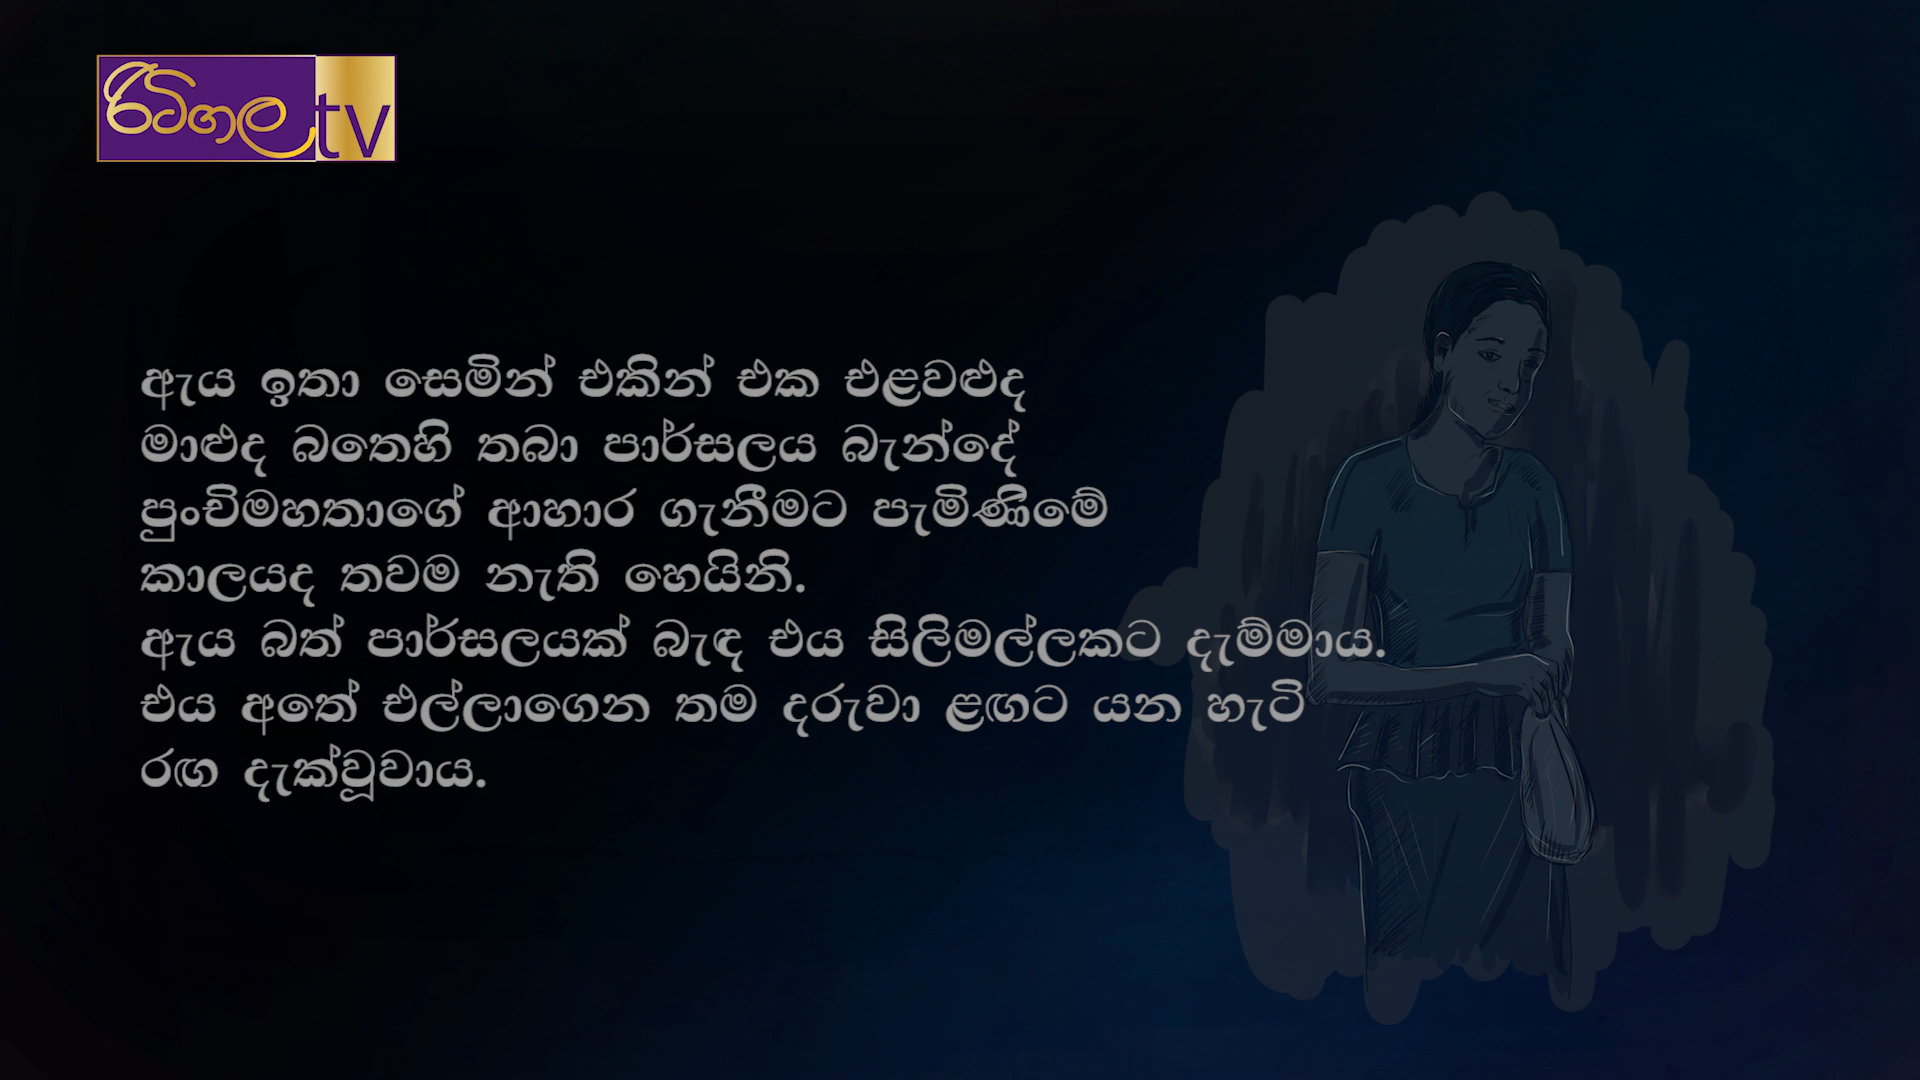 රිටිගල tv
ඇය ඉතා සෙමින් එකින් එක එළවළුද
මාළුද බතෙහි තබා පාර්සලය බැන්දේ
පුංචිමහතාගේ ආහාර ගැනීමට පැමිණීමේ
කාලයද තවම නැති හෙයිනි.
ඇය බත් පාර්සලයක් බැඳ එය සිලිමල්ලකට දැම්මාය.
එය අතේ එල්ලාගෙන තම දරුවා ළඟට යන හැටි
රඟ දැක්වූවාය.